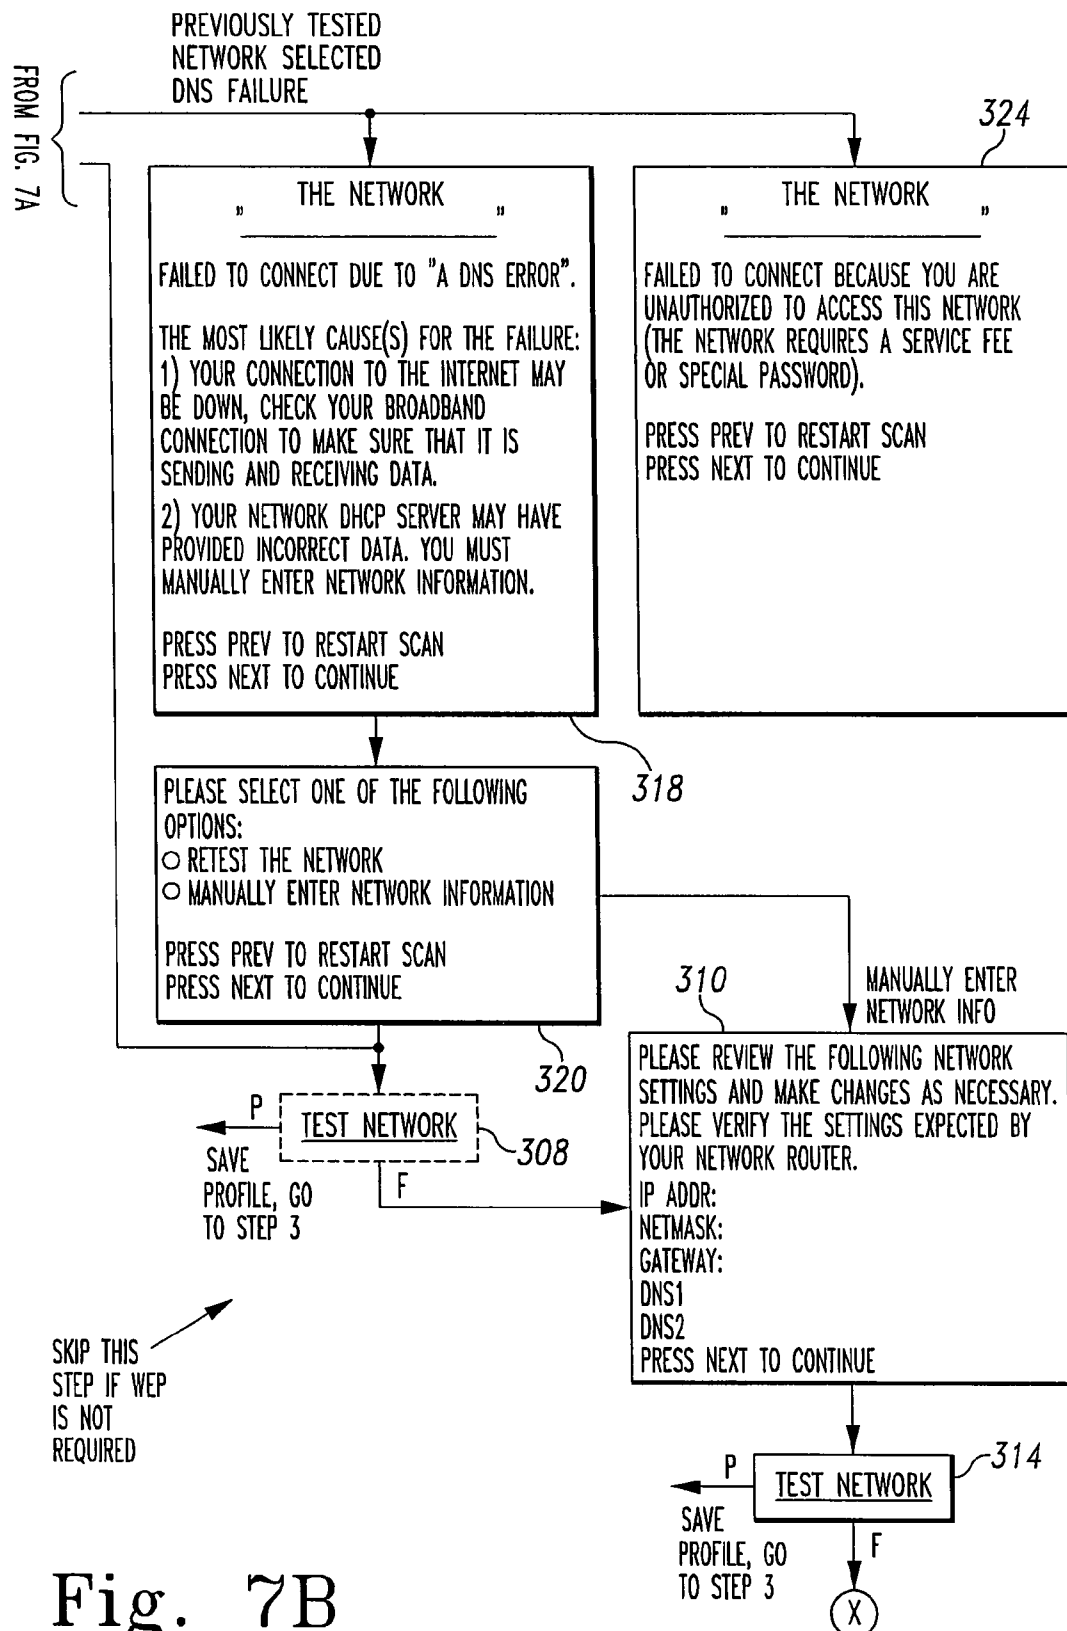 PREVIOUSLY TESTED
NETWORK SELECTED
DNS FAILURE
FROM FIG. 7A
324
THE NETWORK
" "
FAILED TO CONNECT DUE TO "A DNS ERROR".
THE MOST LIKELY CAUSE(S) FOR THE FAILURE:
1) YOUR CONNECTION TO THE INTERNET MAY
BE DOWN, CHECK YOUR BROADBAND
CONNECTION TO MAKE SURE THAT IT IS
SENDING AND RECEIVING DATA.
2) YOUR NETWORK DHCP SERVER MAY HAVE
PROVIDED INCORRECT DATA. YOU MUST
MANUALLY ENTER NETWORK INFORMATION.
PRESS PREV TO RESTART SCAN
PRESS NEXT TO CONTINUE
318
THE NETWORK
" "
FAILED TO CONNECT BECAUSE YOU ARE
UNAUTHORIZED TO ACCESS THIS NETWORK
(THE NETWORK REQUIRES A SERVICE FEE
OR SPECIAL PASSWORD).
PRESS PREV TO RESTART SCAN
PRESS NEXT TO CONTINUE
PLEASE SELECT ONE OF THE FOLLOWING
OPTIONS:
○ RETEST THE NETWORK
○ MANUALLY ENTER NETWORK INFORMATION
PRESS PREV TO RESTART SCAN
PRESS NEXT TO CONTINUE
320
310
MANUALLY ENTER
NETWORK INFO
PLEASE REVIEW THE FOLLOWING NETWORK
SETTINGS AND MAKE CHANGES AS NECESSARY.
PLEASE VERIFY THE SETTINGS EXPECTED BY
YOUR NETWORK ROUTER.
IP ADDR:
NETMASK:
GATEWAY:
DNS1
DNS2
PRESS NEXT TO CONTINUE
P
TEST NETWORK
308
SAVE
PROFILE, GO
TO STEP 3
F
SKIP THIS
STEP IF WEP
IS NOT
REQUIRED
P
TEST NETWORK
314
SAVE
PROFILE, GO
TO STEP 3
F
X
Fig. 7B